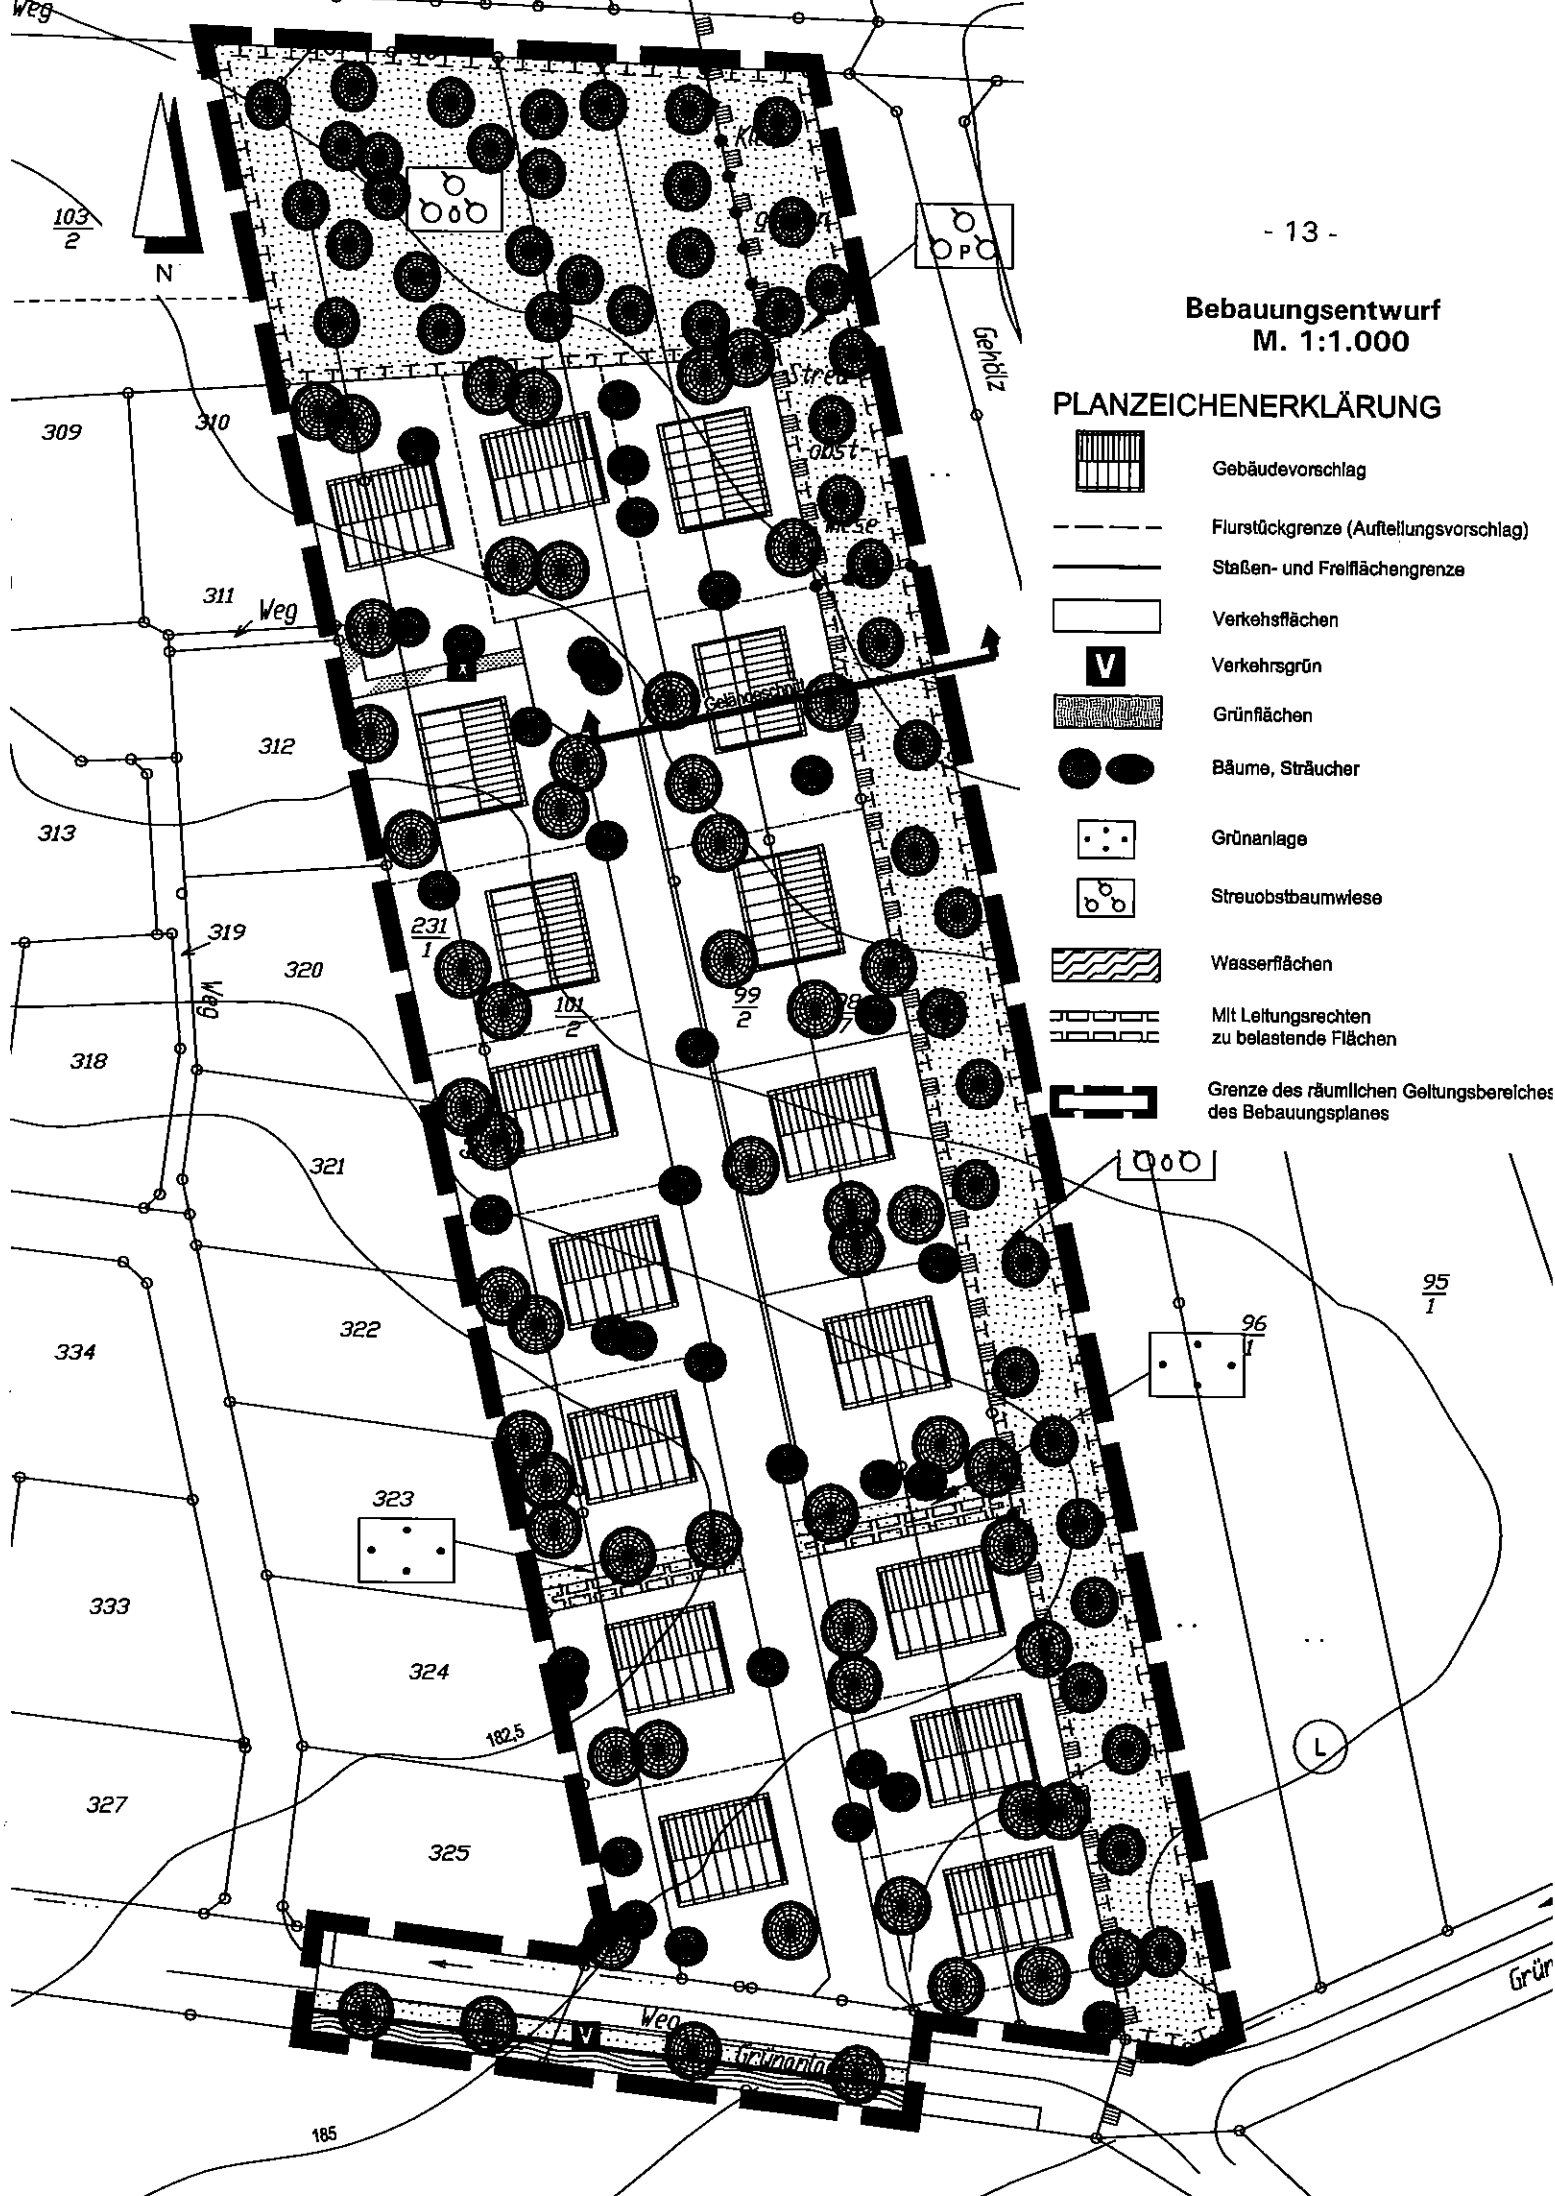 Weg
- 13 -
Bebauungsentwurf
M. 1:1.000
PLANZEICHENERKLÄRUNG
Gebäudevorschlag
Flurstückgrenze (Aufteilungsvorschlag)
Staßen- und Freiflächengrenze
Verkehsflächen
V
Verkehrsgrün
Grünflächen
Bäume, Sträucher
Grünanlage
Streuobstbaumwiese
Wasserflächen
Mit Leitungsrechten
zu belastende Flächen
Grenze des räumlichen Geltungsbereiches
des Bebauungsplanes
103
2
N
P
Gehölz
309
310
obst-
311
Weg
Geländeschnitt
312
313
231
1
319
320
Weg
101
2
99
2
318
321
322
334
95
1
96
1
323
333
324
182,5
L
327
325
Weg
V
Grünanla
185